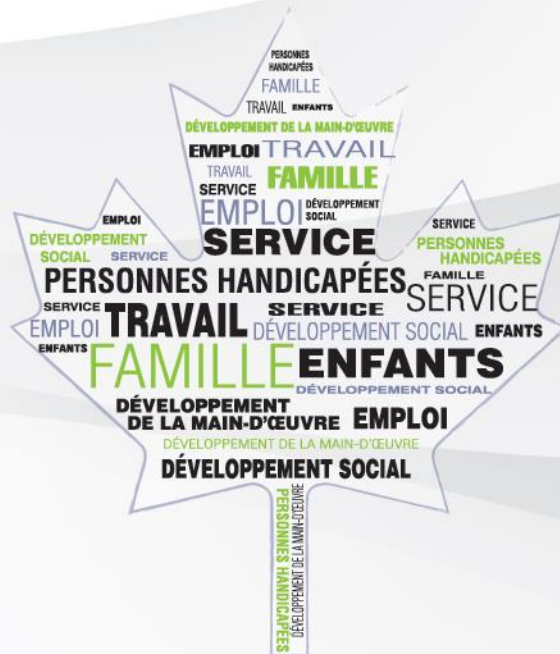 PERSONNES
HANDICAPÉES
FAMILLE
TRAVAIL ENFANTS
DÉVELOPPEMENT DE LA MAIN-D'ŒUVRE
EMPLOI TRAVAIL
TRAVAIL FAMILLE
SERVICE
EMPLOI DÉVELOPPEMENT
SOCIAL
EMPLOI SERVICE SERVICE
DÉVELOPPEMENT
SOCIAL SERVICE
PERSONNES
HANDICAPÉES
PERSONNES HANDICAPÉES FAMILLE
SERVICE
SERVICE TRAVAIL SERVICE
EMPLOI DÉVELOPPEMENT SOCIAL ENFANTS
ENFANTS FAMILLE ENFANTS
DÉVELOPPEMENT SOCIAL
DÉVELOPPEMENT
DE LA MAIN-D'ŒUVRE EMPLOI
DÉVELOPPEMENT DE LA MAIN-D'ŒUVRE
DÉVELOPPEMENT SOCIAL
PERSONNES HANDICAPÉES
DÉVELOPPEMENT DE LA MAIN-D'ŒUVRE